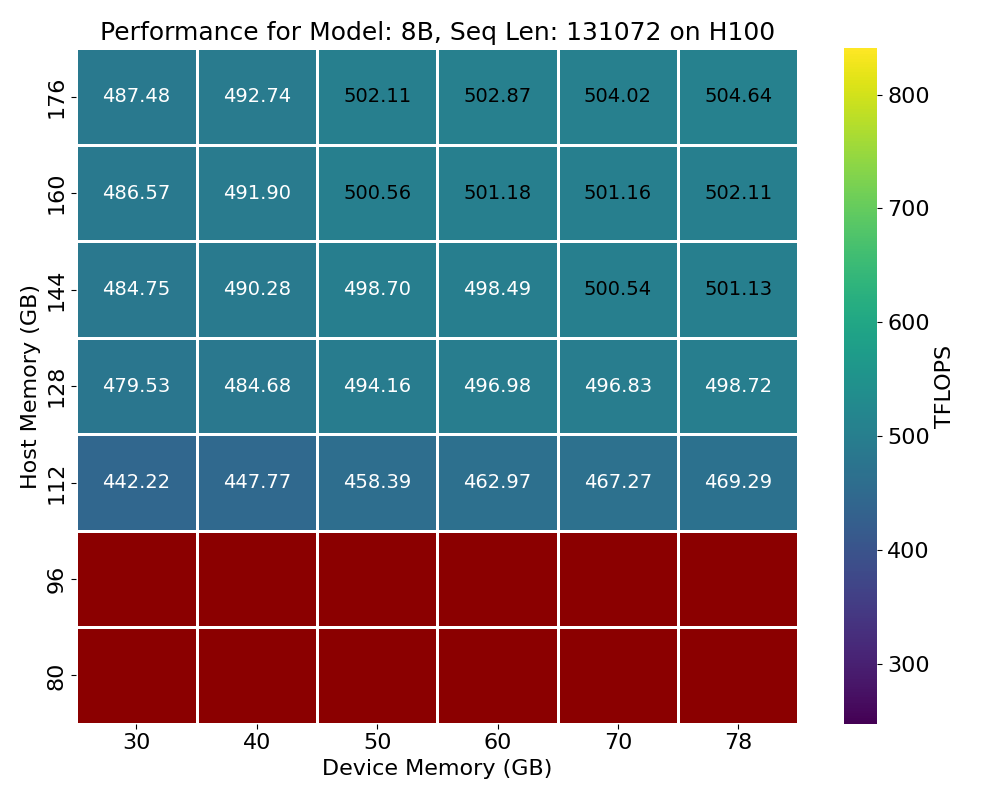 Performance for Model: 8B, Seq Len: 131072 on H100
176 487.48 492.74 502.11 502.87 504.02 504.64
160 486.57 491.90 500.56 501.18 501.16 502.11
144 484.75 490.28 498.70 498.49 500.54 501.13
128 479.53 484.68 494.16 496.98 496.83 498.72
112 442.22 447.77 458.39 462.97 467.27 469.29
96
80
Host Memory (GB)
30 40 50 60 70 78
Device Memory (GB)
800
700
600
500
400
300
TFLOPS